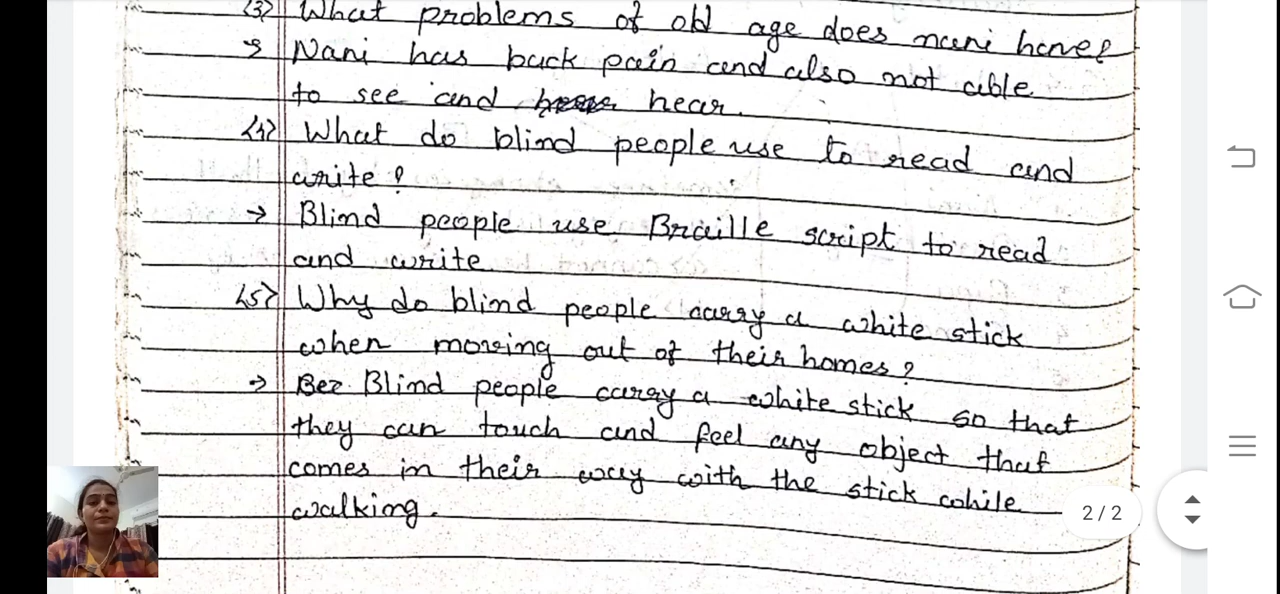 (3) What problems of old age does nani have?
→ Nani has back pain and also not able
to see and hear.
(4) What do blind people use to read and
write?
→ Blind people use Braille script to read
and write
(5) Why do blind people carry a white stick
when moving out of their homes?
→ Bez Blind people carry a white stick so that
they can touch and feel any object that
comes in their way with the stick while
walking.
2/2